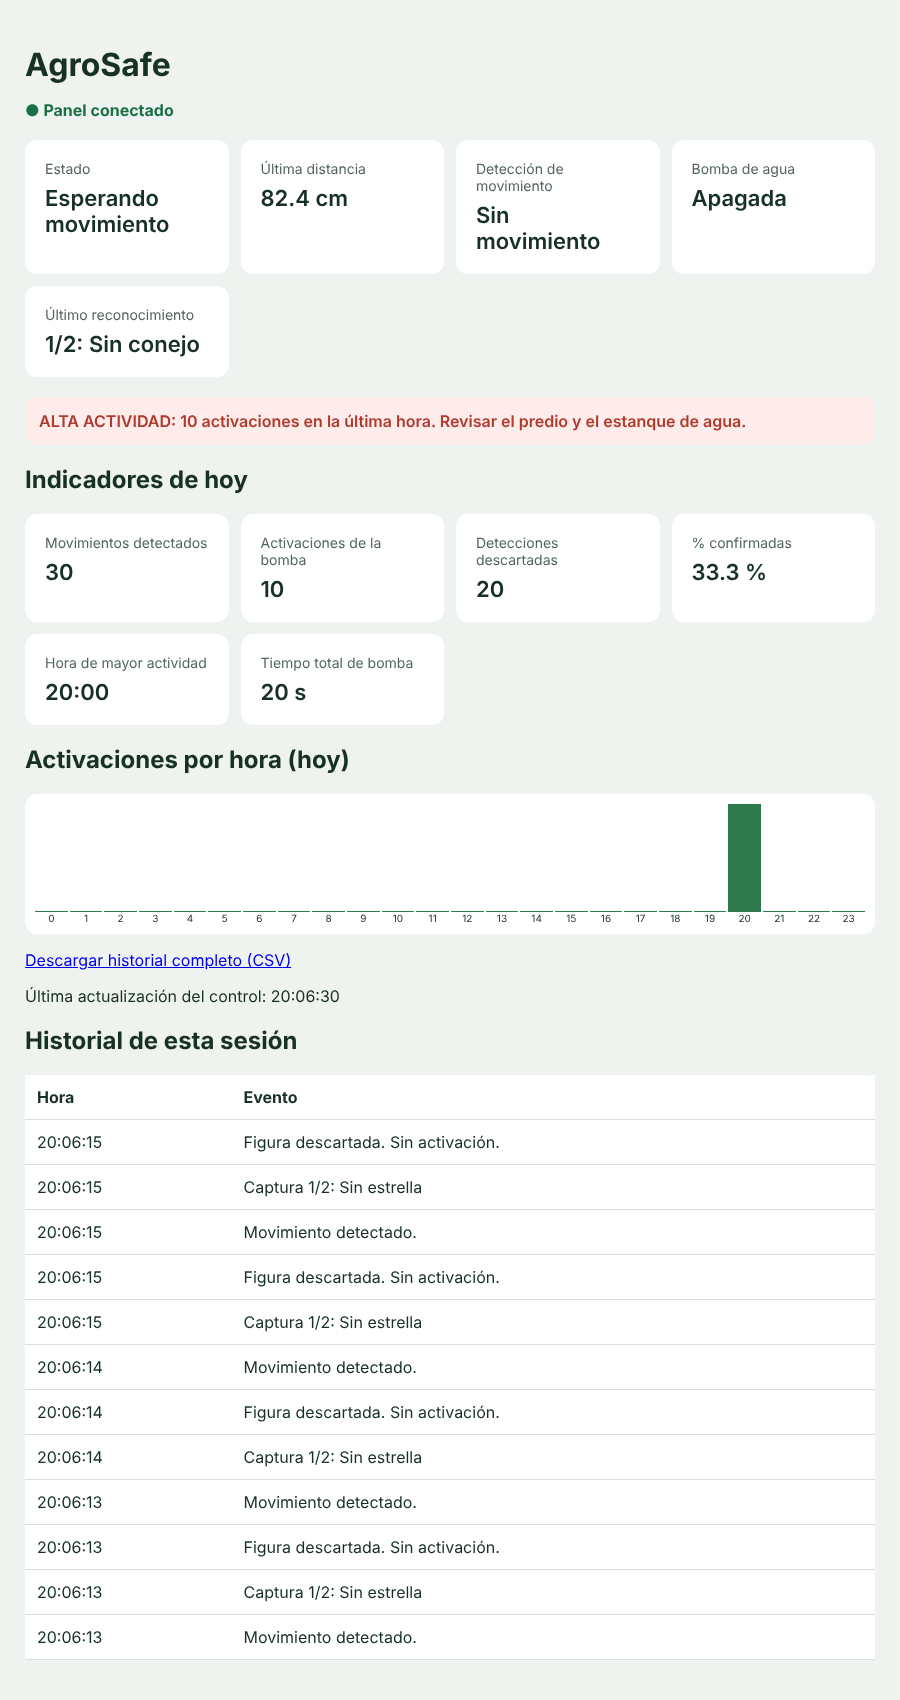 AgroSafe
● Panel conectado
Estado
Esperando
movimiento
Última distancia
82.4 cm
Detección de
movimiento
Sin
movimiento
Bomba de agua
Apagada
Último reconocimiento
1/2: Sin conejo
ALTA ACTIVIDAD: 10 activaciones en la última hora. Revisar el predio y el estanque de agua.
Indicadores de hoy
Movimientos detectados
30
Activaciones de la
bomba
10
Detecciones
descartadas
20
% confirmadas
33.3 %
Hora de mayor actividad
20:00
Tiempo total de bomba
20 s
Activaciones por hora (hoy)
0 1 2 3 4 5 6 7 8 9 10 11 12 13 14 15 16 17 18 19 20 21 22 23
Descargar historial completo (CSV)
Última actualización del control: 20:06:30
Historial de esta sesión
Hora Evento
20:06:15 Figura descartada. Sin activación.
20:06:15 Captura 1/2: Sin estrella
20:06:15 Movimiento detectado.
20:06:15 Figura descartada. Sin activación.
20:06:15 Captura 1/2: Sin estrella
20:06:14 Movimiento detectado.
20:06:14 Figura descartada. Sin activación.
20:06:14 Captura 1/2: Sin estrella
20:06:13 Movimiento detectado.
20:06:13 Figura descartada. Sin activación.
20:06:13 Captura 1/2: Sin estrella
20:06:13 Movimiento detectado.